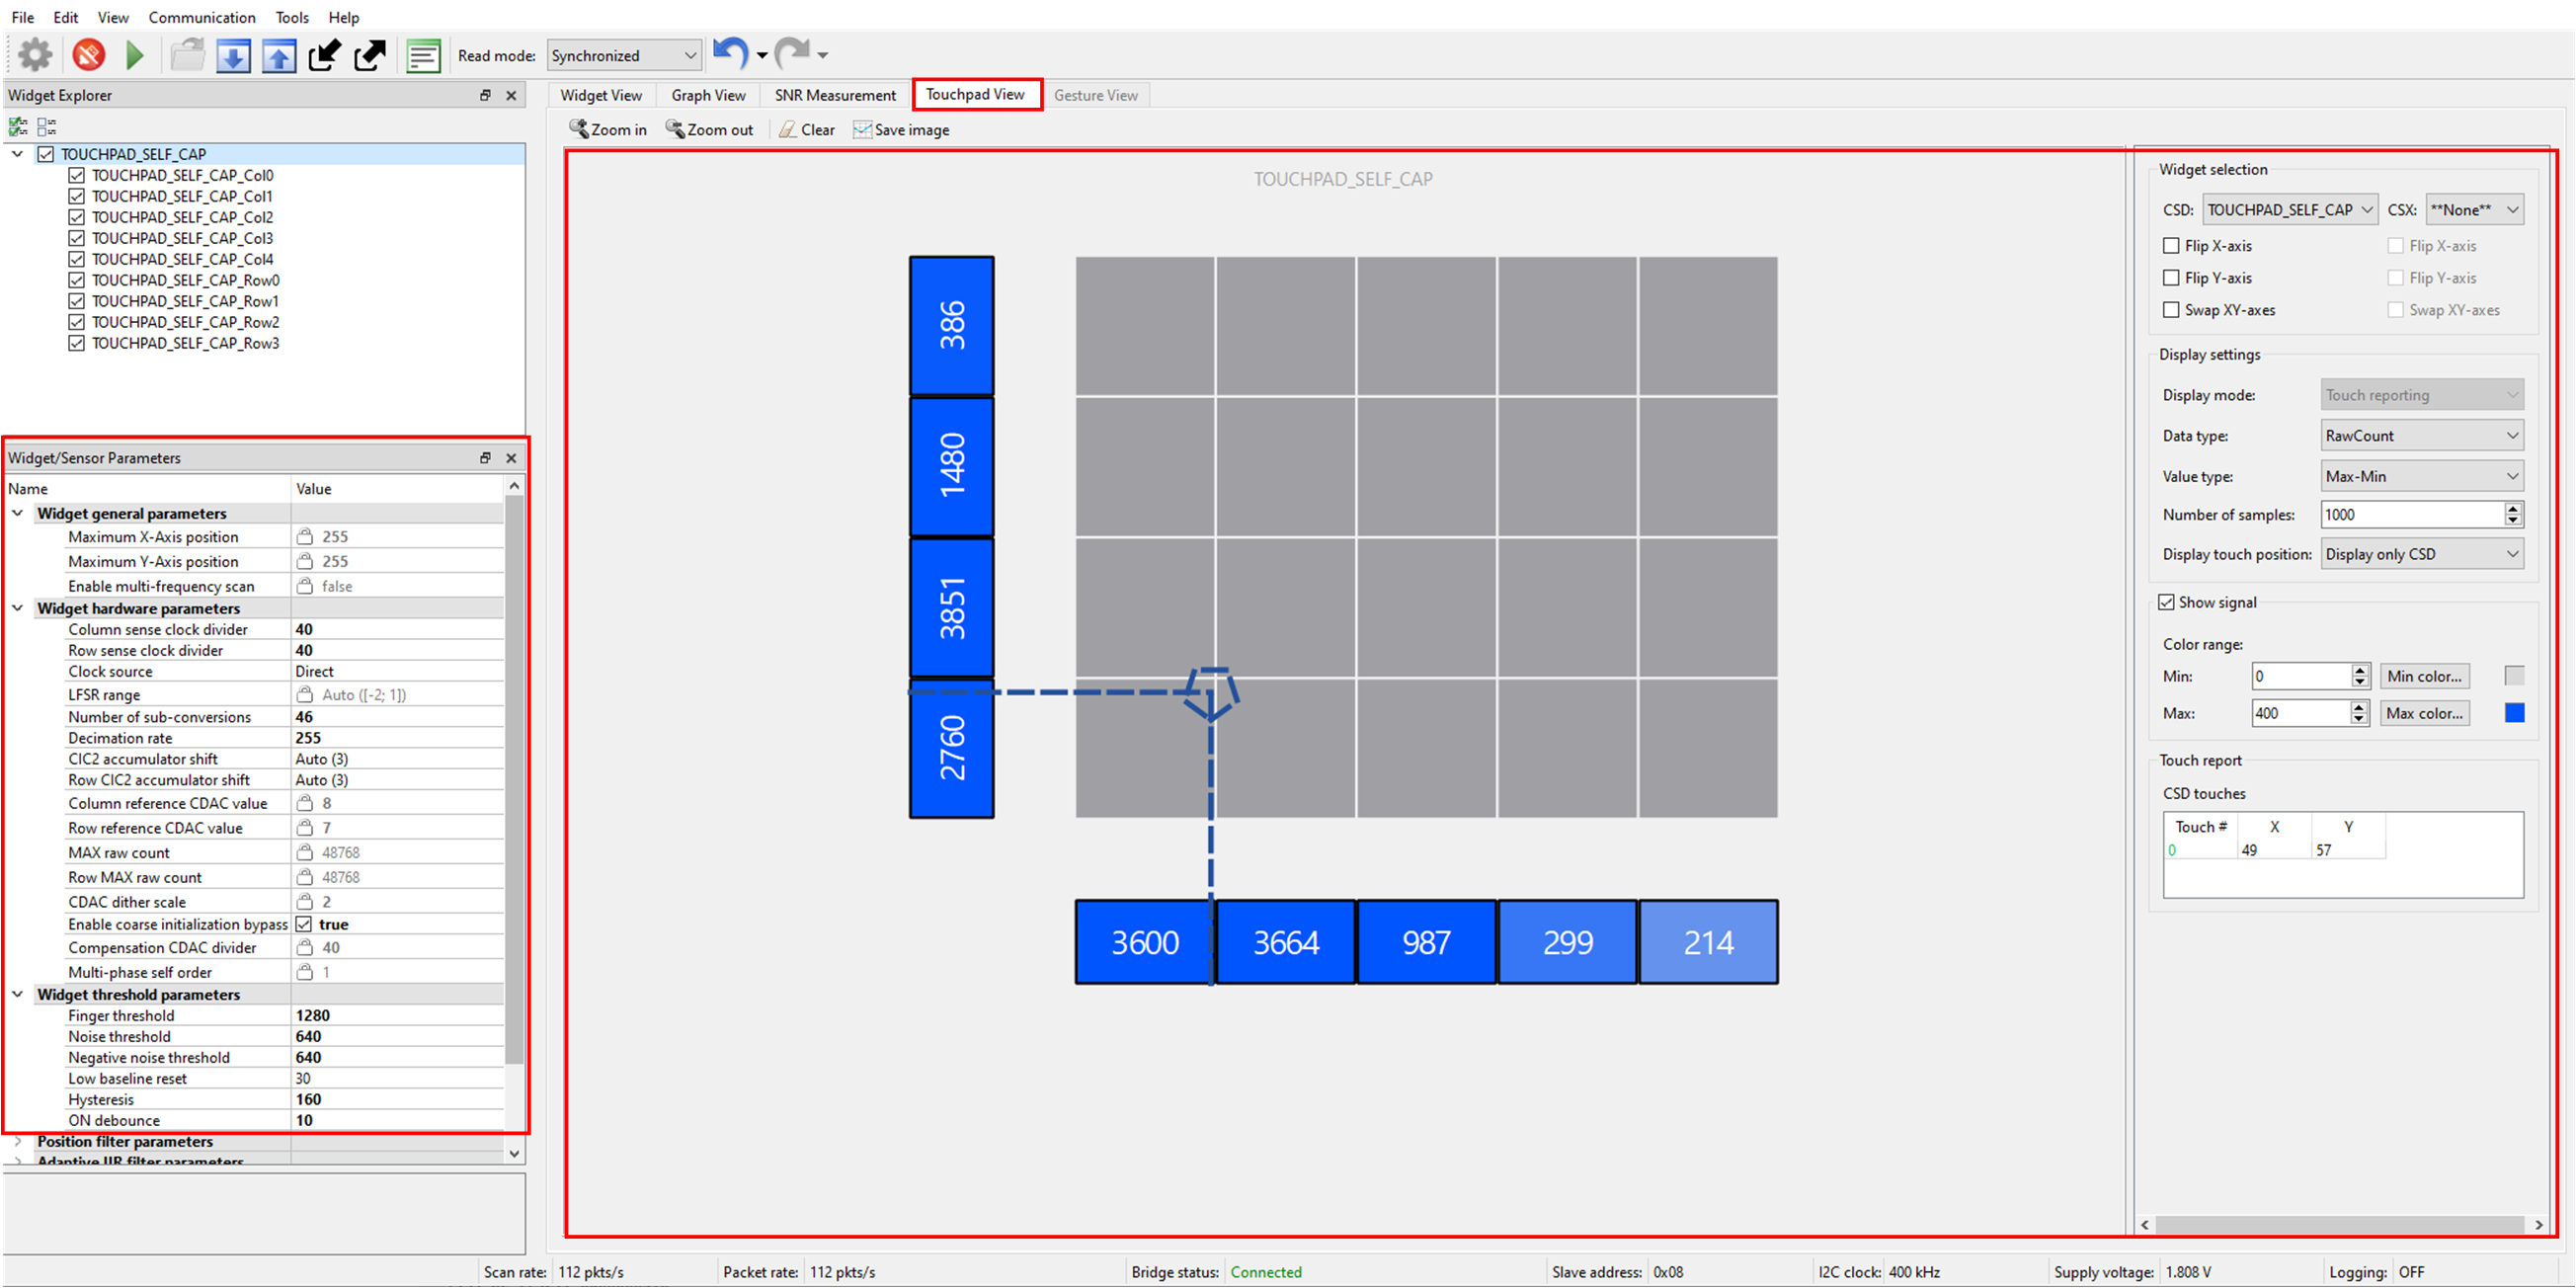 File Edit View Communication Tools Help
Read mode: Synchronized
Widget Explorer
TOUCHPAD_SELF_CAP
TOUCHPAD_SELF_CAP_Col0
TOUCHPAD_SELF_CAP_Col1
TOUCHPAD_SELF_CAP_Col2
TOUCHPAD_SELF_CAP_Col3
TOUCHPAD_SELF_CAP_Col4
TOUCHPAD_SELF_CAP_Row0
TOUCHPAD_SELF_CAP_Row1
TOUCHPAD_SELF_CAP_Row2
TOUCHPAD_SELF_CAP_Row3
Widget/Sensor Parameters
Name Value
Widget general parameters
Maximum X-Axis position 255
Maximum Y-Axis position 255
Enable multi-frequency scan false
Widget hardware parameters
Column sense clock divider 40
Row sense clock divider 40
Clock source Direct
LFSR range Auto ([-2; 1])
Number of sub-conversions 46
Decimation rate 255
CIC2 accumulator shift Auto (3)
Row CIC2 accumulator shift Auto (3)
Column reference CDAC value 8
Row reference CDAC value 7
MAX raw count 48768
Row MAX raw count 48768
CDAC dither scale 2
Enable coarse initialization bypass true
Compensation CDAC divider 40
Multi-phase self order 1
Widget threshold parameters
Finger threshold 1280
Noise threshold 640
Negative noise threshold 640
Low baseline reset 30
Hysteresis 160
ON debounce 10
Position filter parameters
Adaptive IIR filter parameters
Widget View Graph View SNR Measurement Touchpad View Gesture View
Zoom in Zoom out Clear Save image
TOUCHPAD_SELF_CAP
386
1480
3851
2760
3600 3664 987 299 214
Widget selection
CSD: TOUCHPAD_SELF_CAP CSX: **None**
Flip X-axis Flip X-axis
Flip Y-axis Flip Y-axis
Swap XY-axes Swap XY-axes
Display settings
Display mode: Touch reporting
Data type: RawCount
Value type: Max-Min
Number of samples: 1000
Display touch position: Display only CSD
Show signal
Color range:
Min: 0 Min color...
Max: 400 Max color...
Touch report
CSD touches
Touch # X Y
0 49 57
Scan rate: 112 pkts/s Packet rate: 112 pkts/s Bridge status: Connected Slave address: 0x08 I2C clock: 400 kHz Supply voltage: 1.808 V Logging: OFF